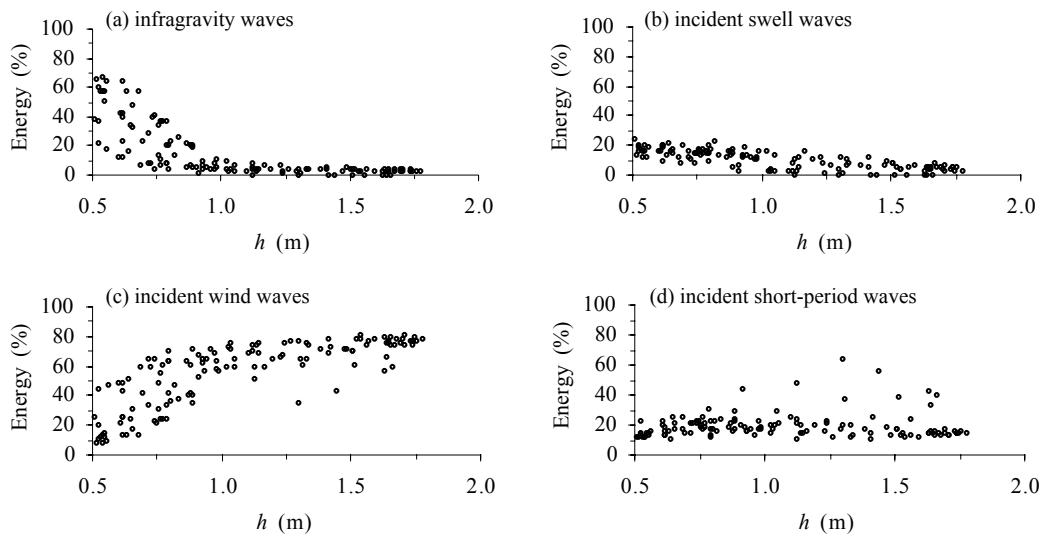 (a) infragravity waves
100
80
60
40
20
0
Energy (%)
0.5 1.0 1.5 2.0
h (m)
(b) incident swell waves
100
80
60
40
20
0
Energy (%)
0.5 1.0 1.5 2.0
h (m)
(c) incident wind waves
100
80
60
40
20
0
Energy (%)
0.5 1.0 1.5 2.0
h (m)
(d) incident short-period waves
100
80
60
40
20
0
Energy (%)
0.5 1.0 1.5 2.0
h (m)